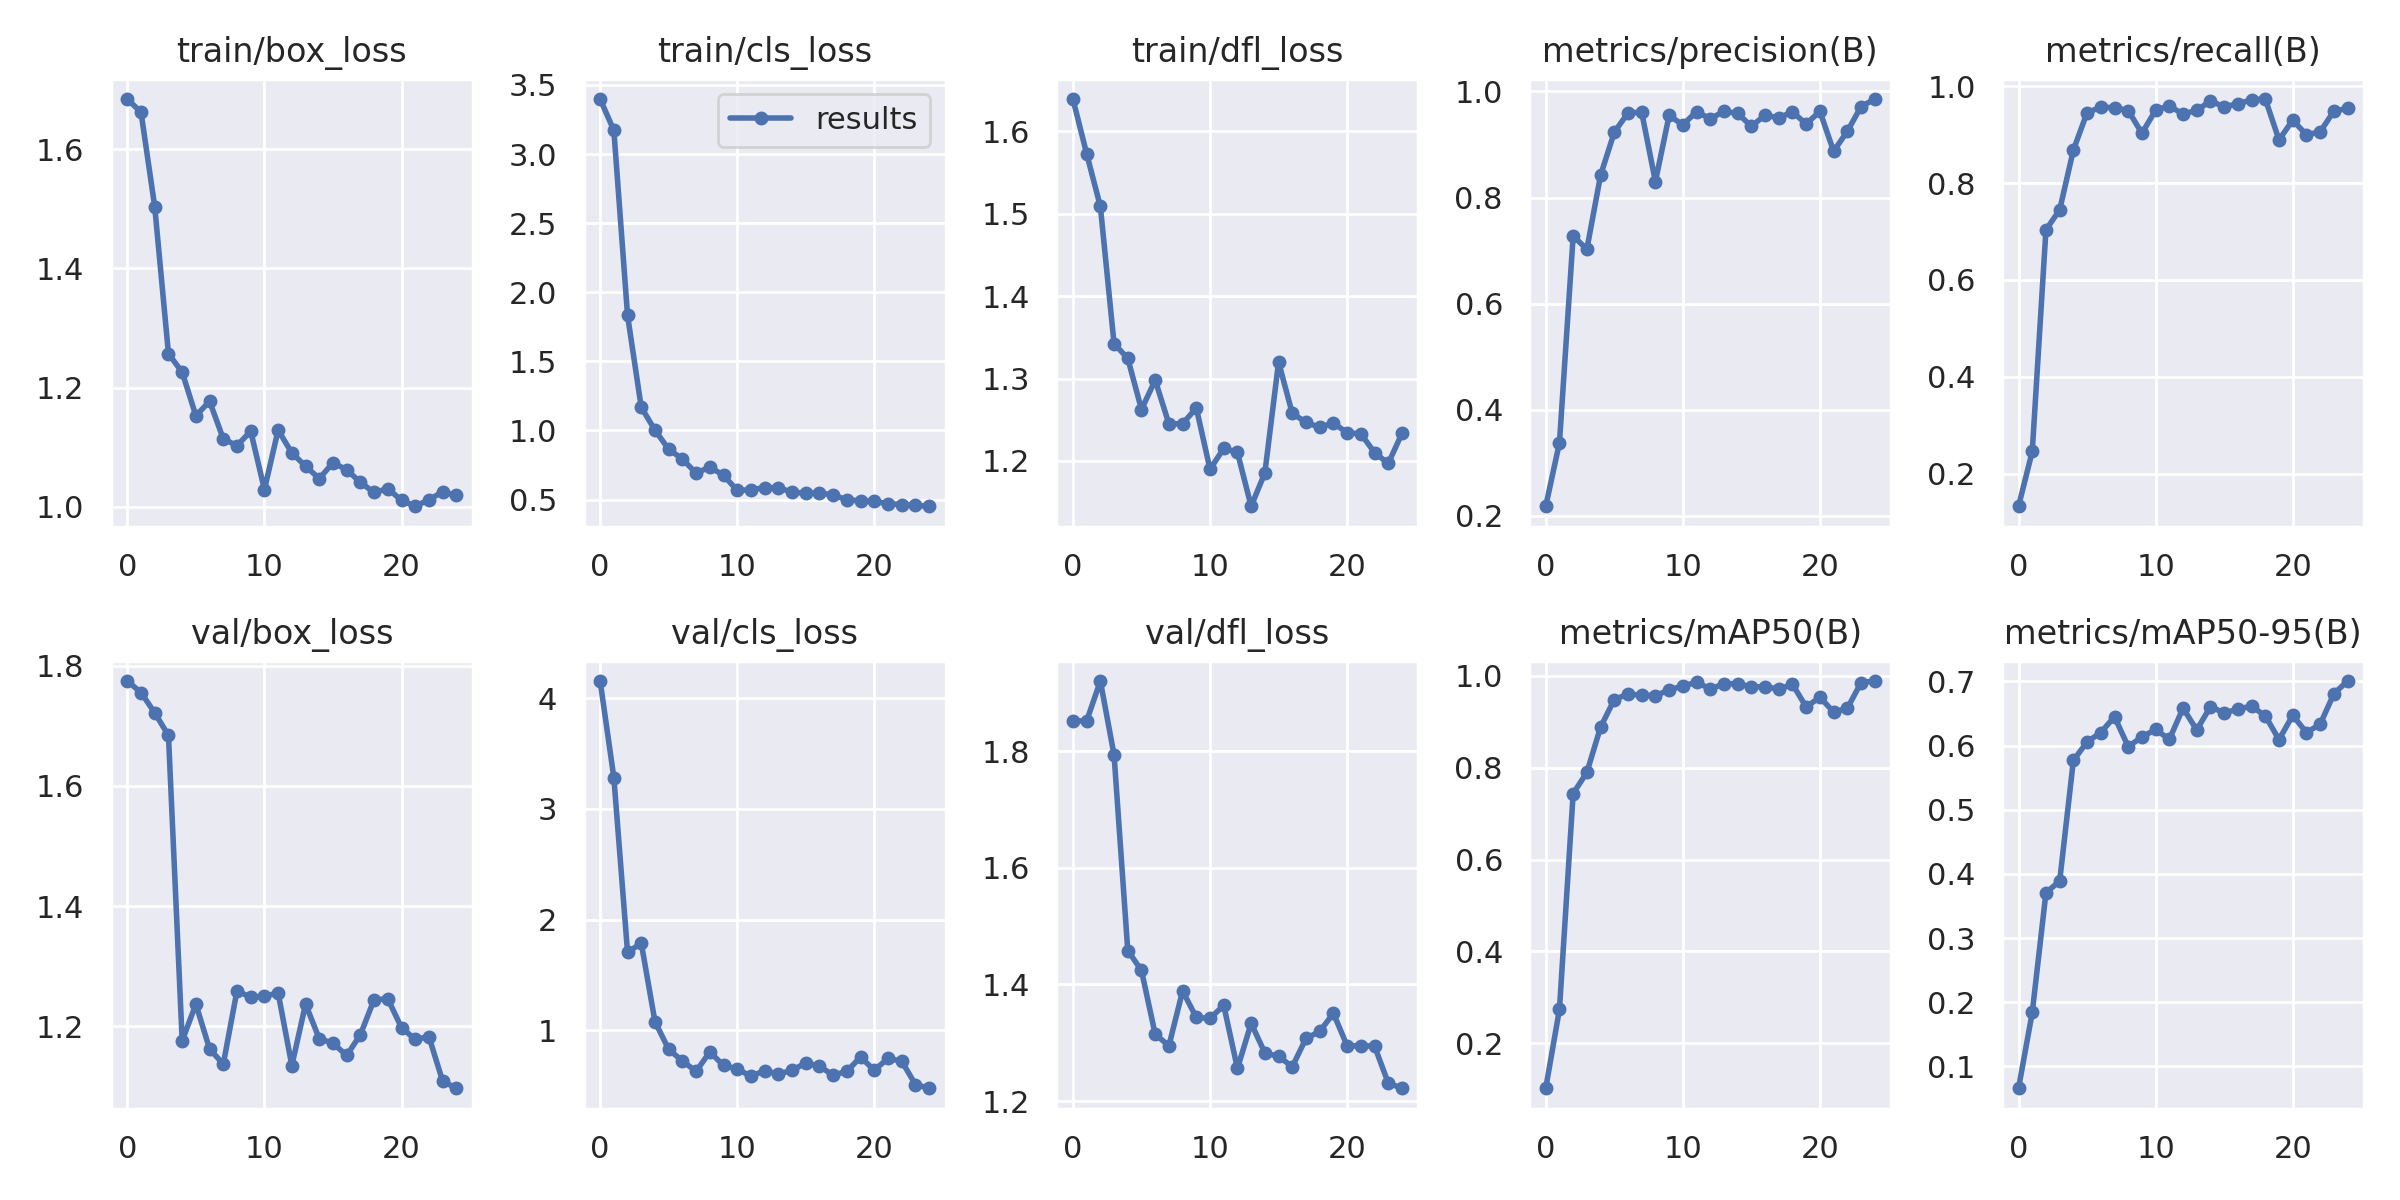 train/box_loss
1.6
1.4
1.2
1.0
0 10 20
train/cls_loss
results
3.5
3.0
2.5
2.0
1.5
1.0
0.5
0 10 20
train/dfl_loss
1.6
1.5
1.4
1.3
1.2
0 10 20
metrics/precision(B)
1.0
0.8
0.6
0.4
0.2
0 10 20
metrics/recall(B)
1.0
0.8
0.6
0.4
0.2
0 10 20
val/box_loss
1.8
1.6
1.4
1.2
0 10 20
val/cls_loss
4
3
2
1
0 10 20
val/dfl_loss
1.8
1.6
1.4
1.2
0 10 20
metrics/mAP50(B)
1.0
0.8
0.6
0.4
0.2
0 10 20
metrics/mAP50-95(B)
0.7
0.6
0.5
0.4
0.3
0.2
0.1
0 10 20